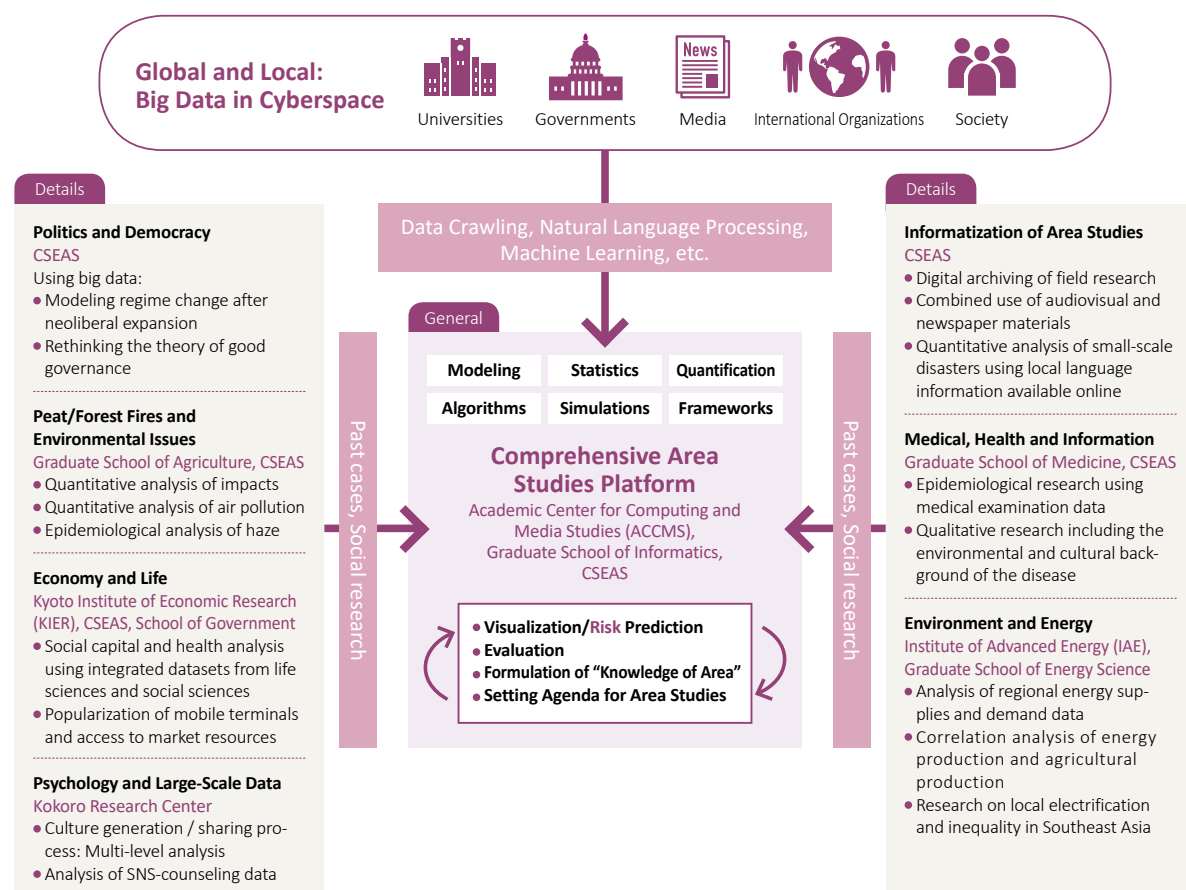 Global and Local:
Big Data in Cyberspace
News
Universities
Governments
Media
International Organizations
Society
Details
Politics and Democracy
CSEAS
Using big data:
• Modeling regime change after
neoliberal expansion
• Rethinking the theory of good
governance
Peat/Forest Fires and
Environmental Issues
Graduate School of Agriculture, CSEAS
• Quantitative analysis of impacts
• Quantitative analysis of air pollution
• Epidemiological analysis of haze
Economy and Life
Kyoto Institute of Economic Research
(KIER), CSEAS, School of Government
• Social capital and health analysis
using integrated datasets from life
sciences and social sciences
• Popularization of mobile terminals
and access to market resources
Psychology and Large-Scale Data
Kokoro Research Center
• Culture generation / sharing pro-
cess: Multi-level analysis
• Analysis of SNS-counseling data
Past cases, Social research
Data Crawling, Natural Language Processing,
Machine Learning, etc.
General
Modeling
Statistics
Quantification
Algorithms
Simulations
Frameworks
Comprehensive Area
Studies Platform
Academic Center for Computing and
Media Studies (ACCMS),
Graduate School of Informatics,
CSEAS
• Visualization/Risk Prediction
• Evaluation
• Formulation of “Knowledge of Area”
• Setting Agenda for Area Studies
Past cases, Social research
Details
Informatization of Area Studies
CSEAS
• Digital archiving of field research
• Combined use of audiovisual and
newspaper materials
• Quantitative analysis of small-scale
disasters using local language
information available online
Medical, Health and Information
Graduate School of Medicine, CSEAS
• Epidemiological research using
medical examination data
• Qualitative research including the
environmental and cultural back-
ground of the disease
Environment and Energy
Institute of Advanced Energy (IAE),
Graduate School of Energy Science
• Analysis of regional energy sup-
plies and demand data
• Correlation analysis of energy
production and agricultural
production
• Research on local electrification
and inequality in Southeast Asia